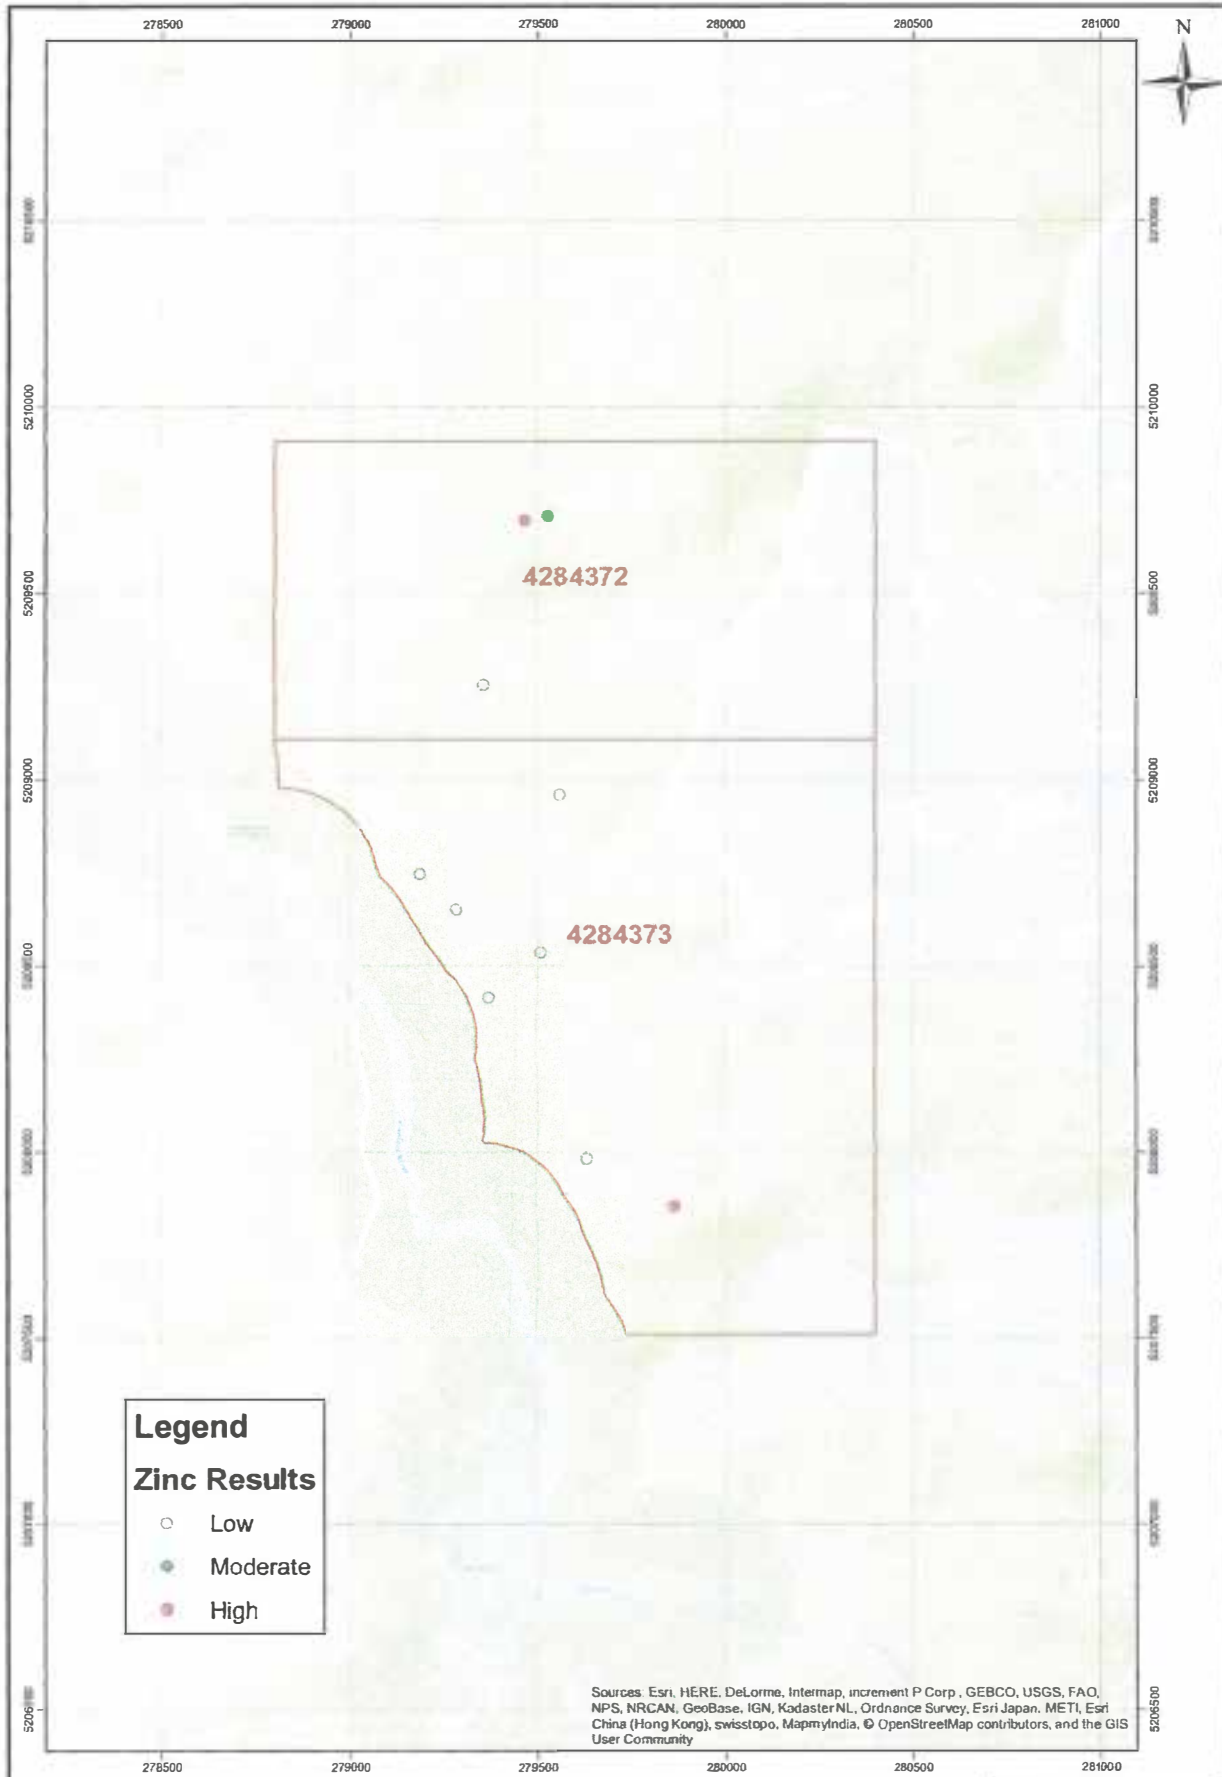 278500 279000 279500 280000 280500 281000
N
5210000
5210000
4284372
5209500
5209000
5209000
4284373
Legend
Zinc Results
Low
Moderate
High
5206500
Sources: Esri, HERE, DeLorme, Intermap, increment P Corp., GEBCO, USGS, FAO,
NPS, NRCAN, GeoBase, IGN, Kadaster NL, Ordnance Survey, Esri Japan, METI, Esri
China (Hong Kong), swisstopo, MapmyIndia, © OpenStreetMap contributors, and the GIS
User Community
278500 279000 279500 280000 280500 281000